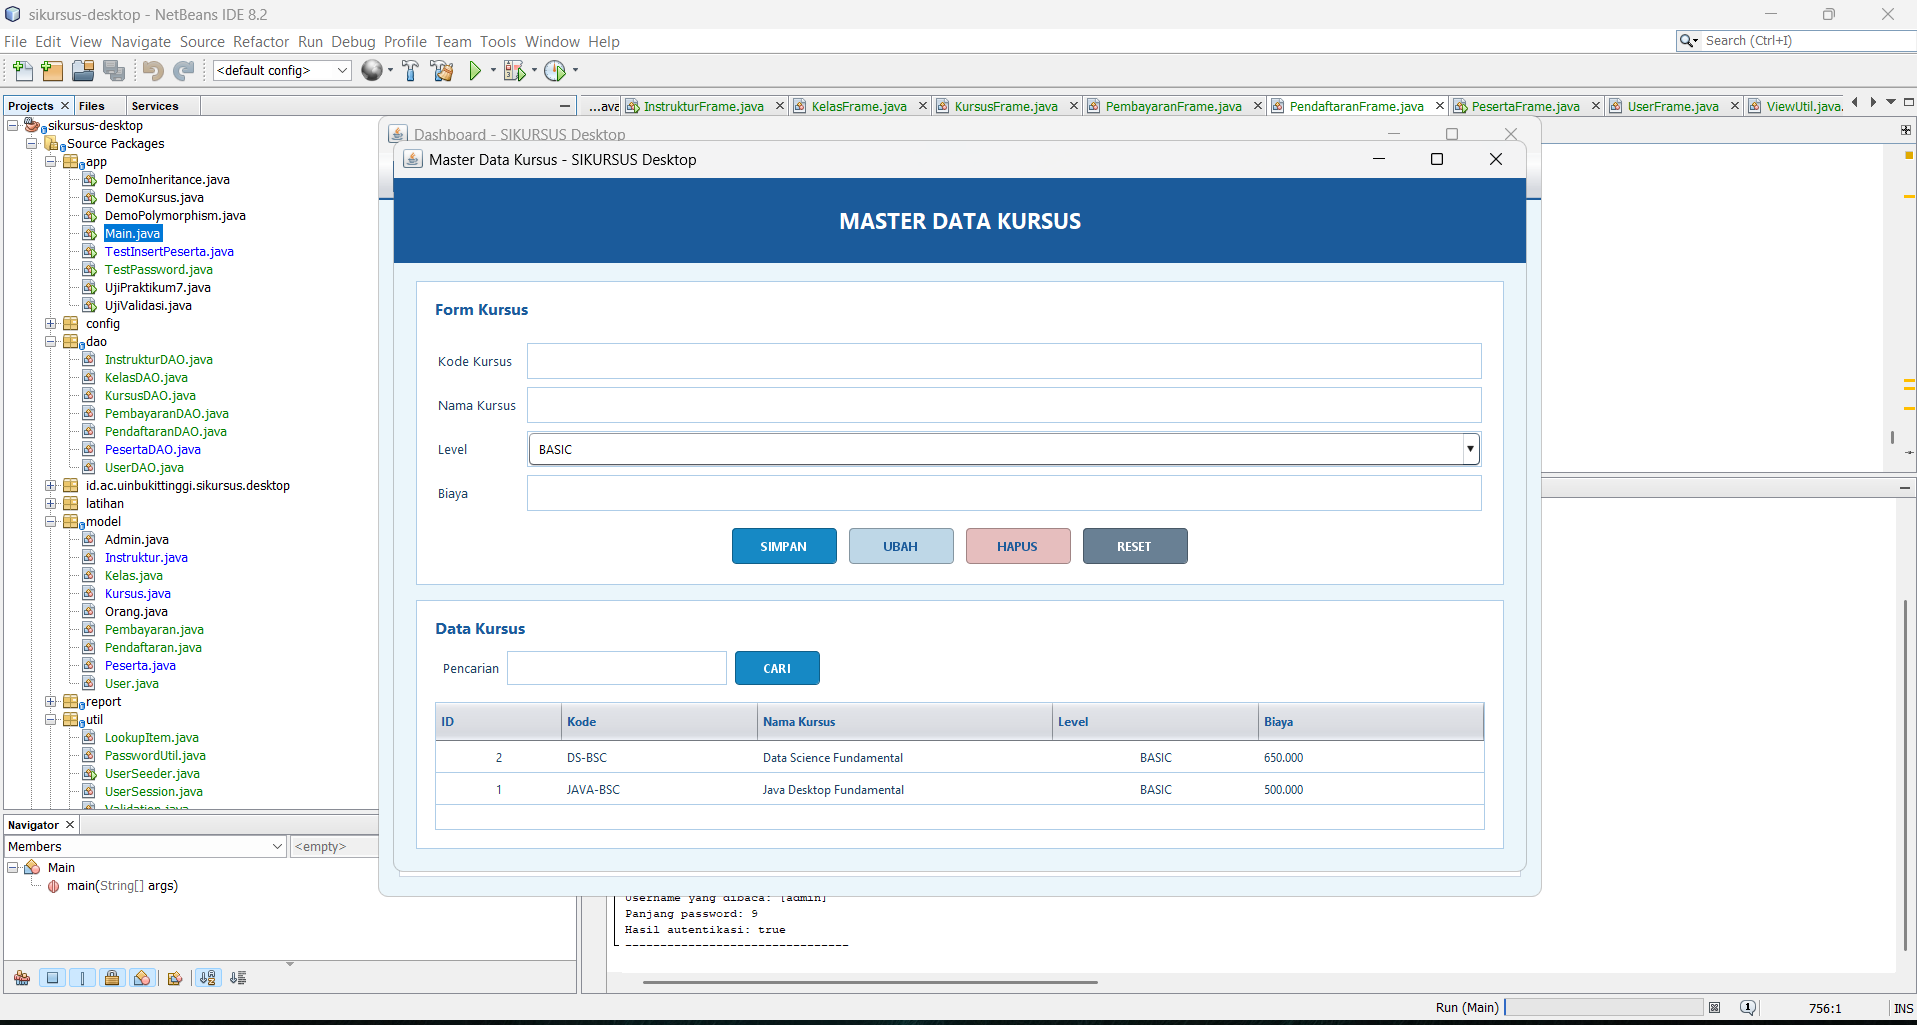 sikursus-desktop - NetBeans IDE 8.2
File Edit View Navigate Source Refactor Run Debug Profile Team Tools Window Help
Search (Ctrl+I)
<default config>
Projects Files Services
...ava InstrukturFrame.java KelasFrame.java KursusFrame.java PembayaranFrame.java PendaftaranFrame.java PesertaFrame.java UserFrame.java ViewUtil.java
sikursus-desktop
Source Packages
app
DemoInheritance.java
DemoKursus.java
DemoPolymorphism.java
Main.java
TestInsertPeserta.java
TestPassword.java
UjiPraktikum7.java
UjiValidasi.java
config
dao
InstrukturDAO.java
KelasDAO.java
KursusDAO.java
PembayaranDAO.java
PendaftaranDAO.java
PesertaDAO.java
UserDAO.java
id.ac.uinbukittinggi.sikursus.desktop
latihan
model
Admin.java
Instruktur.java
Kelas.java
Kursus.java
Orang.java
Pembayaran.java
Pendaftaran.java
Peserta.java
User.java
report
util
LookupItem.java
PasswordUtil.java
UserSeeder.java
UserSession.java
Validation.java
Navigator
Members
<empty>
Main
main(String[] args)
Dashboard - SIKURSUS Desktop
Master Data Kursus - SIKURSUS Desktop
MASTER DATA KURSUS
Form Kursus
Kode Kursus
Nama Kursus
Level BASIC
Biaya
SIMPAN UBAH HAPUS RESET
Data Kursus
Pencarian CARI
ID Kode Nama Kursus Level Biaya
2 DS-BSC Data Science Fundamental BASIC 650.000
1 JAVA-BSC Java Desktop Fundamental BASIC 500.000
Username yang dibaca: [admin]
Panjang password: 9
Hasil autentikasi: true
--------------------------------
Run (Main) 1 756:1 INS